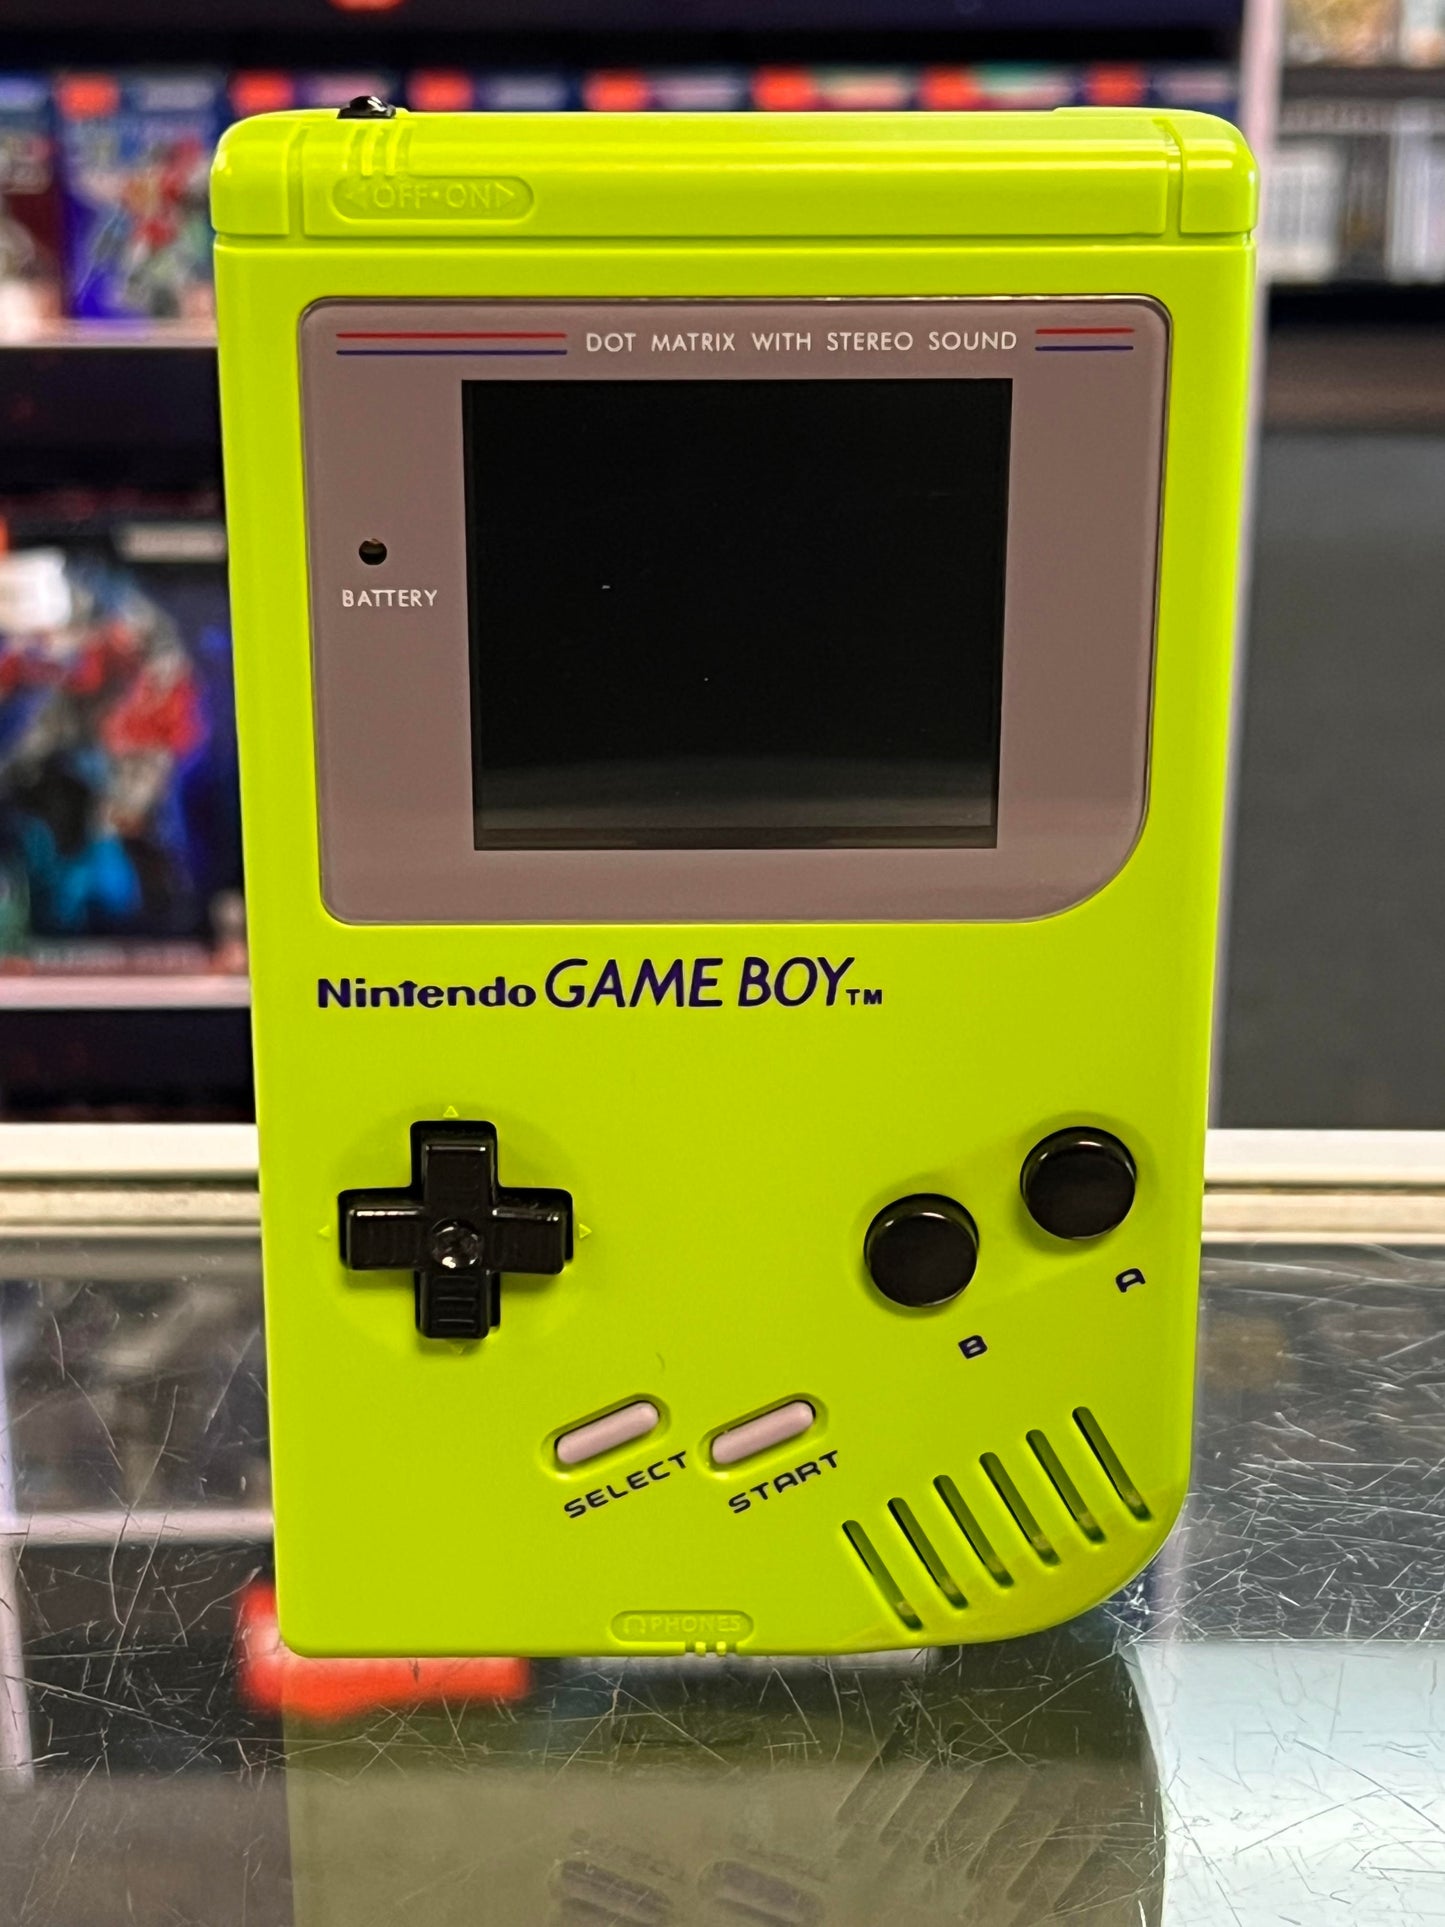 OFF•ON
DOT MATRIX WITH STEREO SOUND
BATTERY
Nintendo GAME BOY™
A
B
SELECT START
PHONES